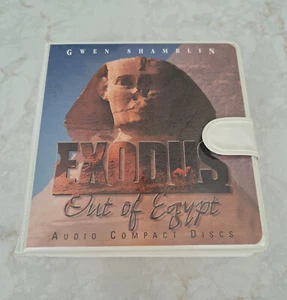 GWEN SHAMBLIN
EXODUS
Out of Egypt
AUDIO COMPACT DISCS